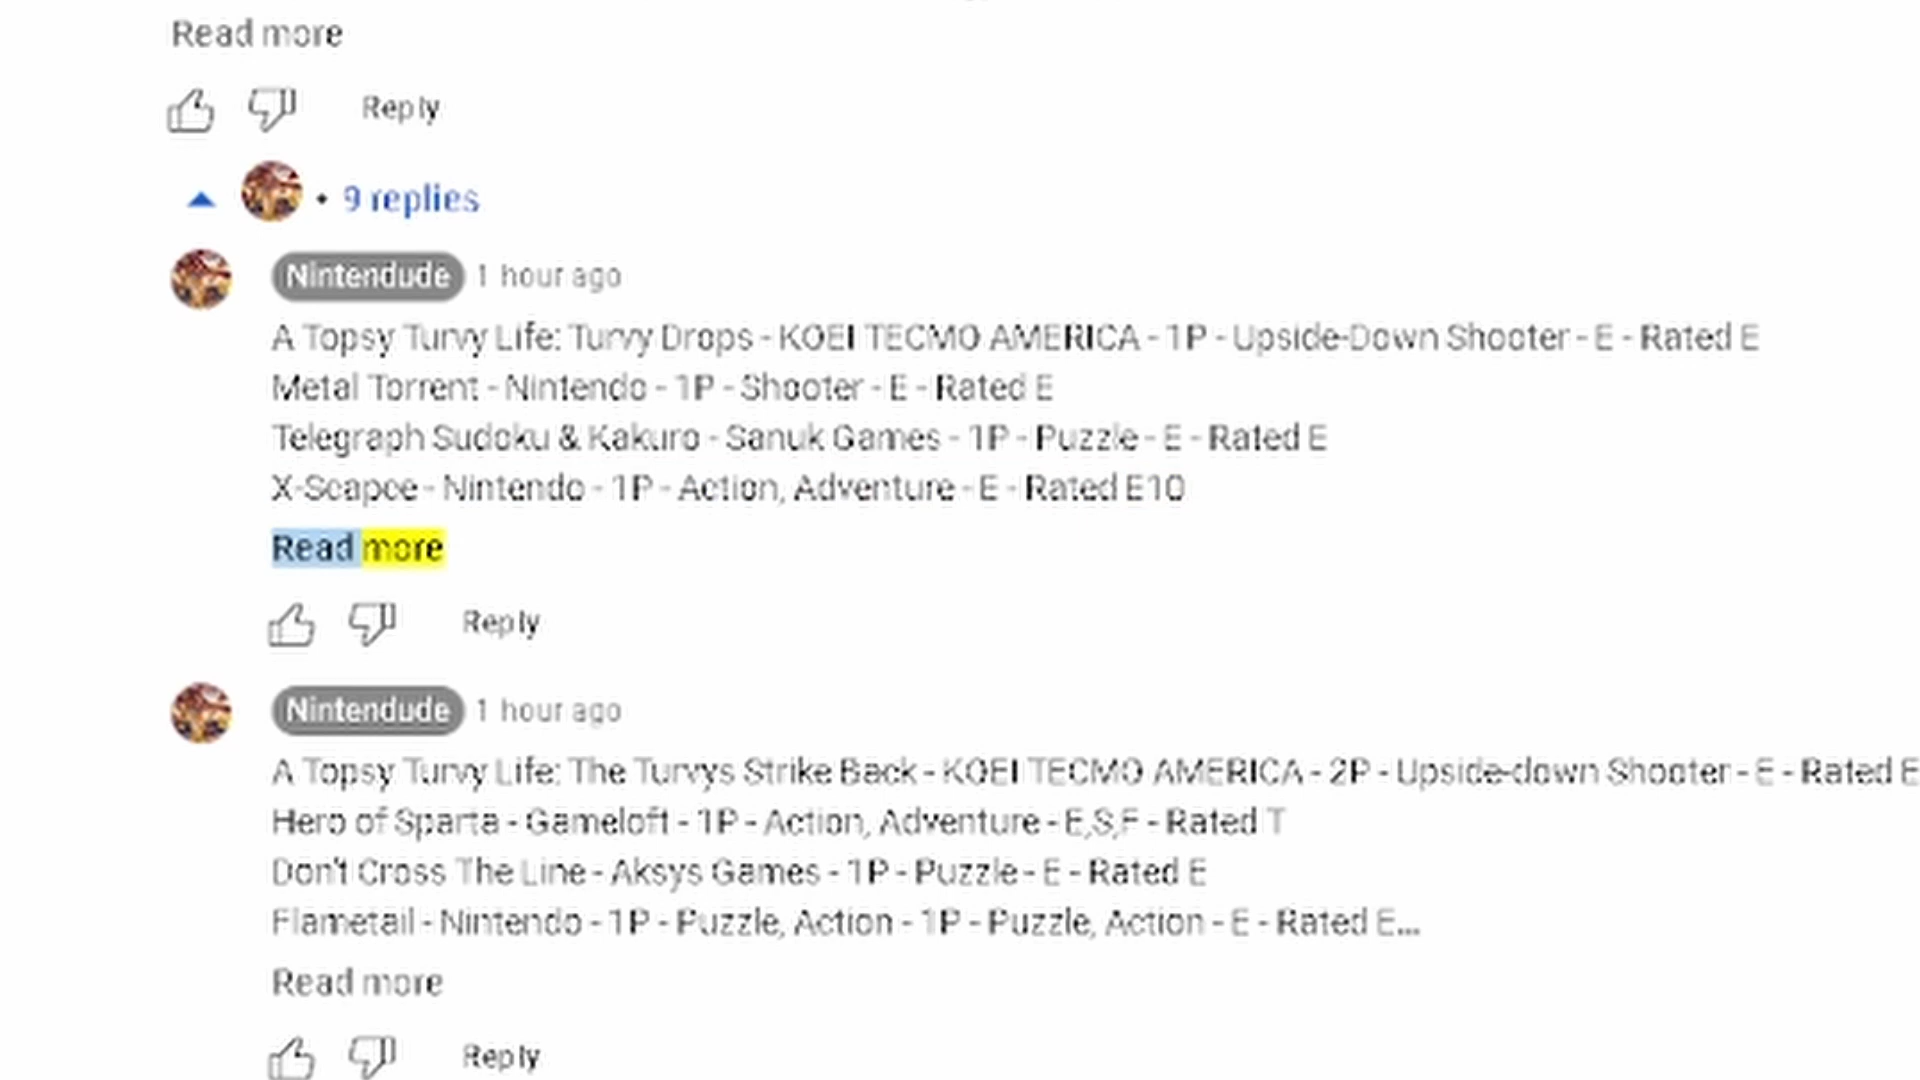 Read more
Reply
• 9 replies
Nintendude 1 hour ago
A Topsy Turvy Life: Turvy Drops - KOEI TECMO AMERICA - 1P - Upside-Down Shooter - E - Rated E
Metal Torrent - Nintendo - 1P - Shooter - E - Rated E
Telegraph Sudoku & Kakuro - Sanuk Games - 1P - Puzzle - E - Rated E
X-Scapce - Nintendo - 1P - Action, Adventure - E - Rated E10
Read more
Reply
Nintendude 1 hour ago
A Topsy Turvy Life: The Turvys Strike Back - KOEI TECMO AMERICA - 2P - Upside-down Shooter - E - Rated E
Hero of Sparta - Gameloft - 1P - Action, Adventure - E,S,F - Rated T
Don't Cross The Line - Aksys Games - 1P - Puzzle - E - Rated E
Flametail - Nintendo - 1P - Puzzle, Action - 1P - Puzzle, Action - E - Rated E...
Read more
Reply